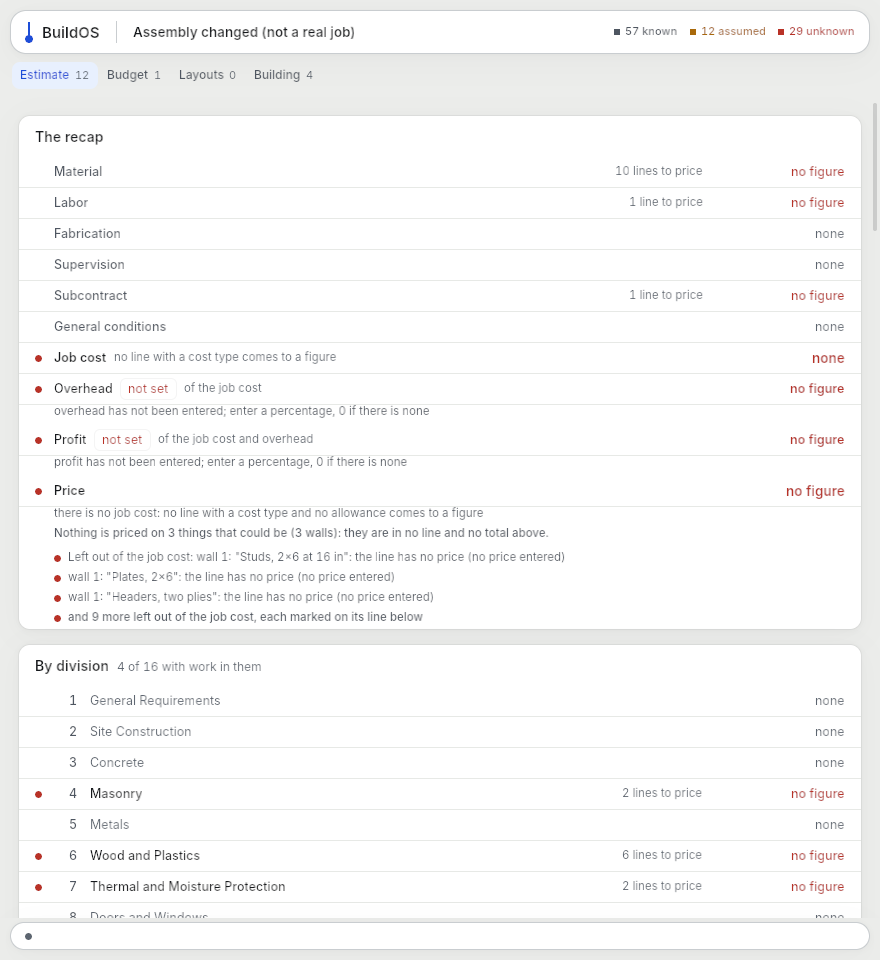 BuildOS Assembly changed (not a real job) 57 known 12 assumed 29 unknown
Estimate 12 Budget 1 Layouts 0 Building 4
The recap
Material 10 lines to price no figure
Labor 1 line to price no figure
Fabrication none
Supervision none
Subcontract 1 line to price no figure
General conditions none
Job cost no line with a cost type comes to a figure none
Overhead not set of the job cost no figure
overhead has not been entered; enter a percentage, 0 if there is none
Profit not set of the job cost and overhead no figure
profit has not been entered; enter a percentage, 0 if there is none
Price no figure
there is no job cost: no line with a cost type and no allowance comes to a figure
Nothing is priced on 3 things that could be (3 walls): they are in no line and no total above.
Left out of the job cost: wall 1: "Studs, 2×6 at 16 in": the line has no price (no price entered)
wall 1: "Plates, 2×6": the line has no price (no price entered)
wall 1: "Headers, two plies": the line has no price (no price entered)
and 9 more left out of the job cost, each marked on its line below
By division 4 of 16 with work in them
1 General Requirements none
2 Site Construction none
3 Concrete none
4 Masonry 2 lines to price no figure
5 Metals none
6 Wood and Plastics 6 lines to price no figure
7 Thermal and Moisture Protection 2 lines to price no figure
8 Doors and Windows none